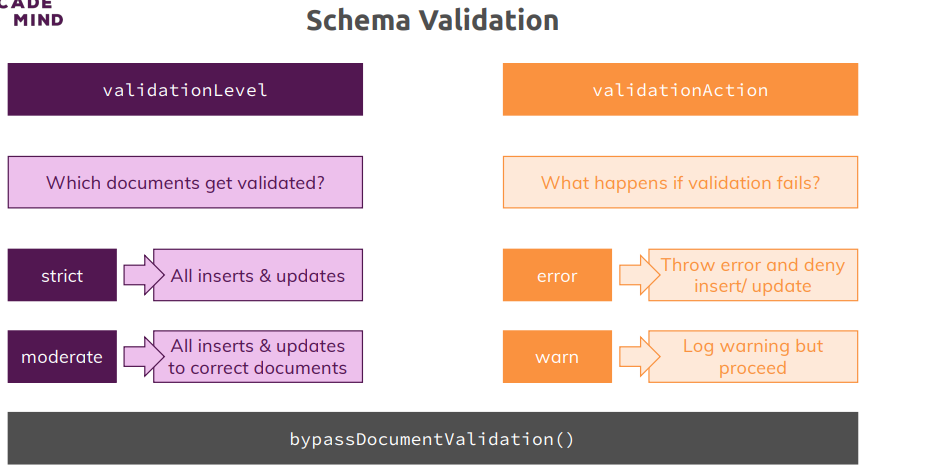 MIND
Schema Validation
validationLevel
validationAction
Which documents get validated?
What happens if validation fails?
strict
All inserts & updates
error
Throw error and deny
insert/ update
moderate
All inserts & updates
to correct documents
warn
Log warning but
proceed
bypassDocumentValidation()